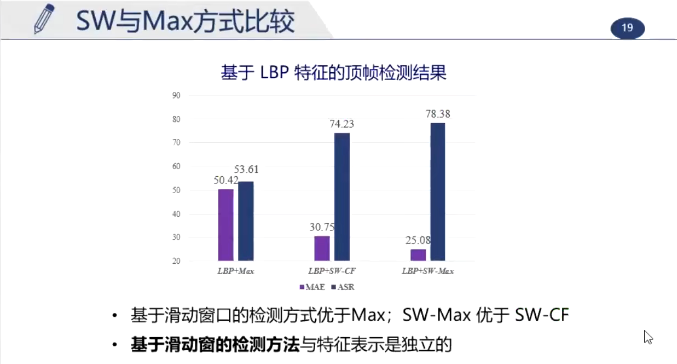 SW与Max方式比较
19
基于 LBP 特征的顶帧检测结果
90
80
70
60
50
40
30
20
50.42
53.61
30.75
74.23
25.08
78.38
LBP+Max
LBP+SW-CF
LBP+SW-Max
MAE ASR
• 基于滑动窗口的检测方式优于Max；SW-Max 优于 SW-CF
• 基于滑动窗的检测方法与特征表示是独立的